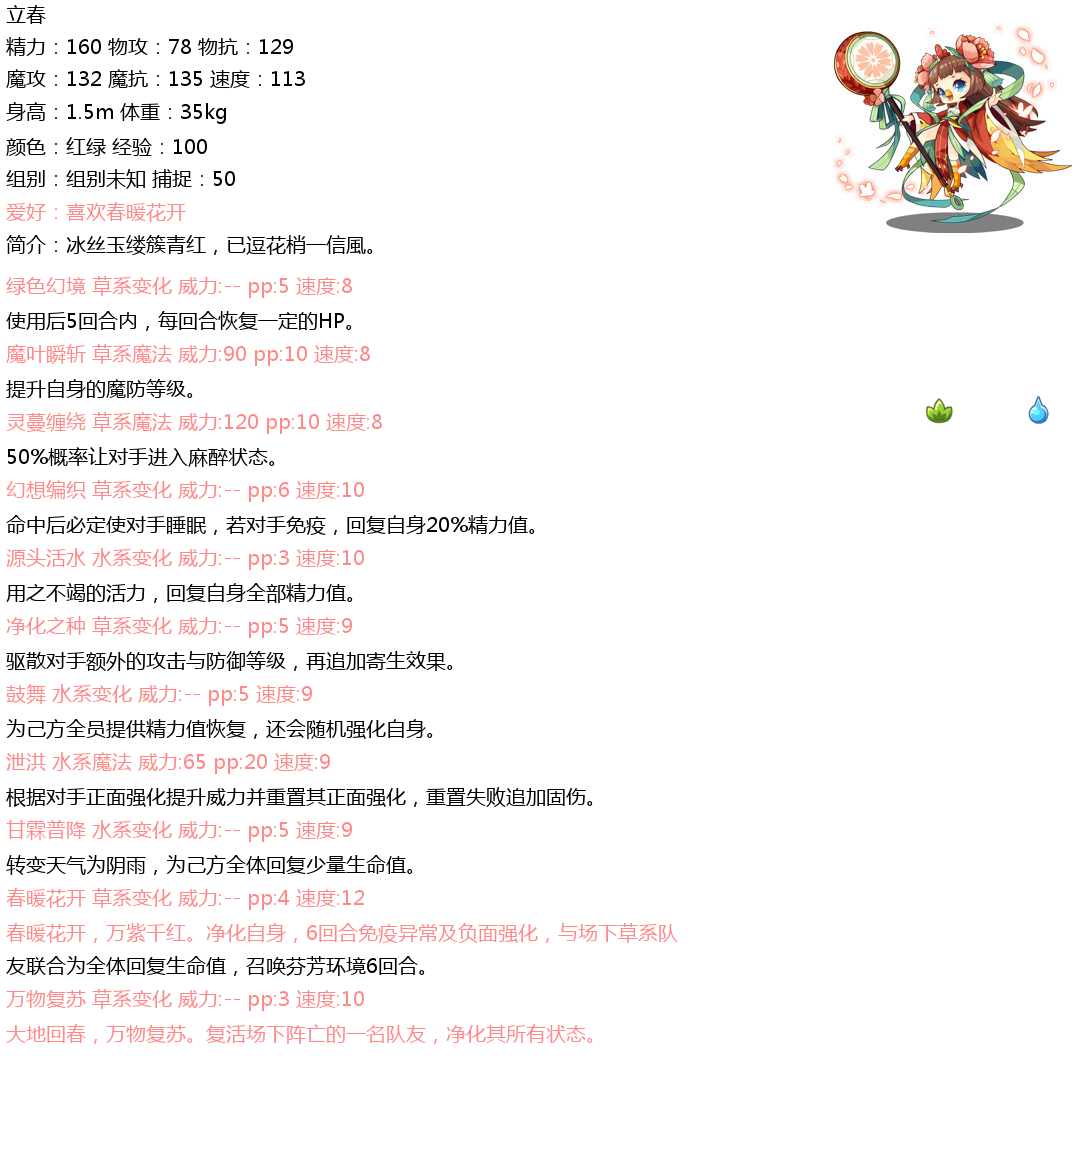 立春
精力：160 物攻：78 物抗：129
魔攻：132 魔抗：135 速度：113
身高：1.5m 体重：35kg
颜色：红绿 经验：100
组别：组别未知 捕捉：50
爱好：喜欢春暖花开
简介：冰丝玉缕簇青红，已逗花梢一信風。
绿色幻境 草系变化 威力:-- pp:5 速度:8
使用后5回合内，每回合恢复一定的HP。
魔叶瞬斩 草系魔法 威力:90 pp:10 速度:8
提升自身的魔防等级。
灵蔓缠绕 草系魔法 威力:120 pp:10 速度:8
50%概率让对手进入麻醉状态。
幻想编织 草系变化 威力:-- pp:6 速度:10
命中后必定使对手睡眠，若对手免疫，回复自身20%精力值。
源头活水 水系变化 威力:-- pp:3 速度:10
用之不竭的活力，回复自身全部精力值。
净化之种 草系变化 威力:-- pp:5 速度:9
驱散对手额外的攻击与防御等级，再追加寄生效果。
鼓舞 水系变化 威力:-- pp:5 速度:9
为己方全员提供精力值恢复，还会随机强化自身。
泄洪 水系魔法 威力:65 pp:20 速度:9
根据对手正面强化提升威力并重置其正面强化，重置失败追加固伤。
甘霖普降 水系变化 威力:-- pp:5 速度:9
转变天气为阴雨，为己方全体回复少量生命值。
春暖花开 草系变化 威力:-- pp:4 速度:12
春暖花开，万紫千红。净化自身，6回合免疫异常及负面强化，与场下草系队
友联合为全体回复生命值，召唤芬芳环境6回合。
万物复苏 草系变化 威力:-- pp:3 速度:10
大地回春，万物复苏。复活场下阵亡的一名队友，净化其所有状态。